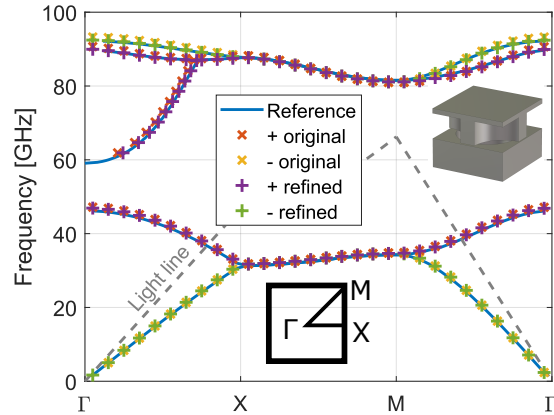 100
80
60
40
20
0
Frequency [GHz]
Reference
+ original
- original
+ refined
- refined
Light line
M
Γ
X
Γ
X
M
Γ